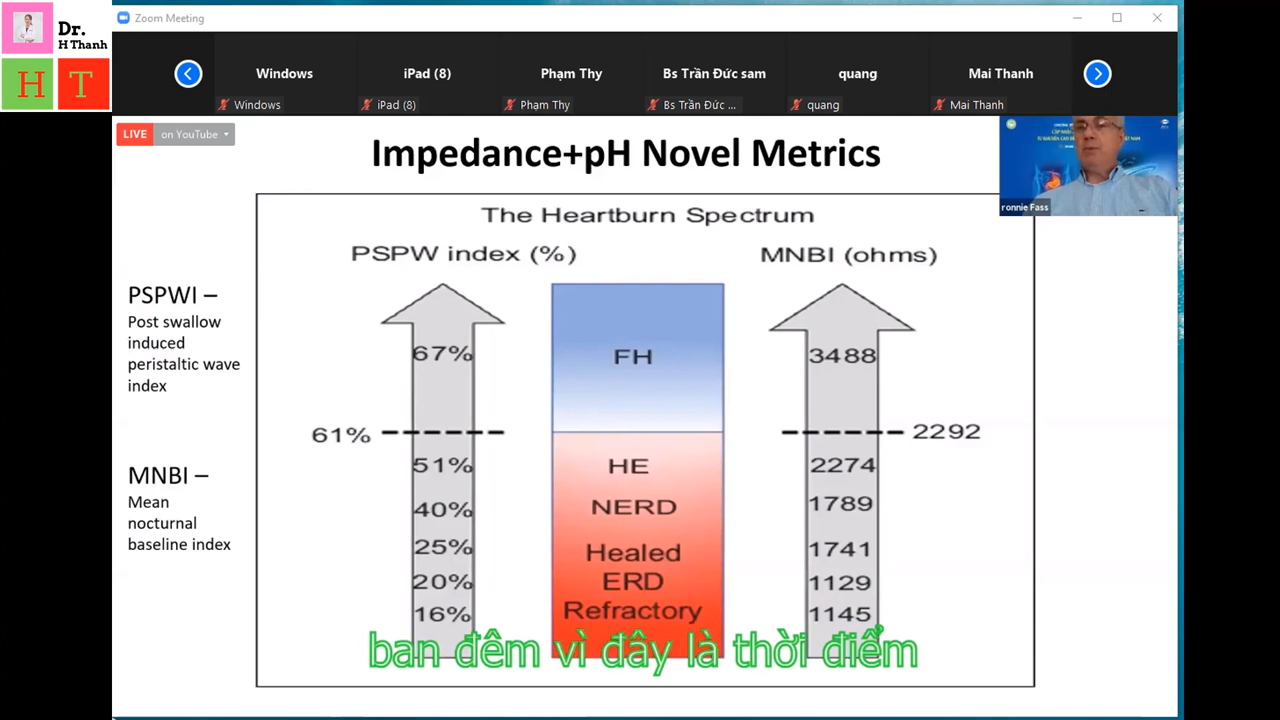 Dr.
H Thanh
H T
Zoom Meeting
Windows
iPad (8)
Phạm Thy
Bs Trần Đức sam
quang
Mai Thanh
Windows
iPad (8)
Phạm Thy
Bs Trần Đức ...
quang
Mai Thanh
LIVE on YouTube
ronnie Fass
Impedance+pH Novel Metrics
The Heartburn Spectrum
PSPW index (%)
MNBI (ohms)
PSPWI –
Post swallow
induced
peristaltic wave
index
MNBI –
Mean
nocturnal
baseline index
67% FH 3488
61% 2292
51% HE 2274
40% NERD 1789
25% Healed 1741
20% ERD 1129
16% Refractory 1145
ban đêm vì đây là thời điểm